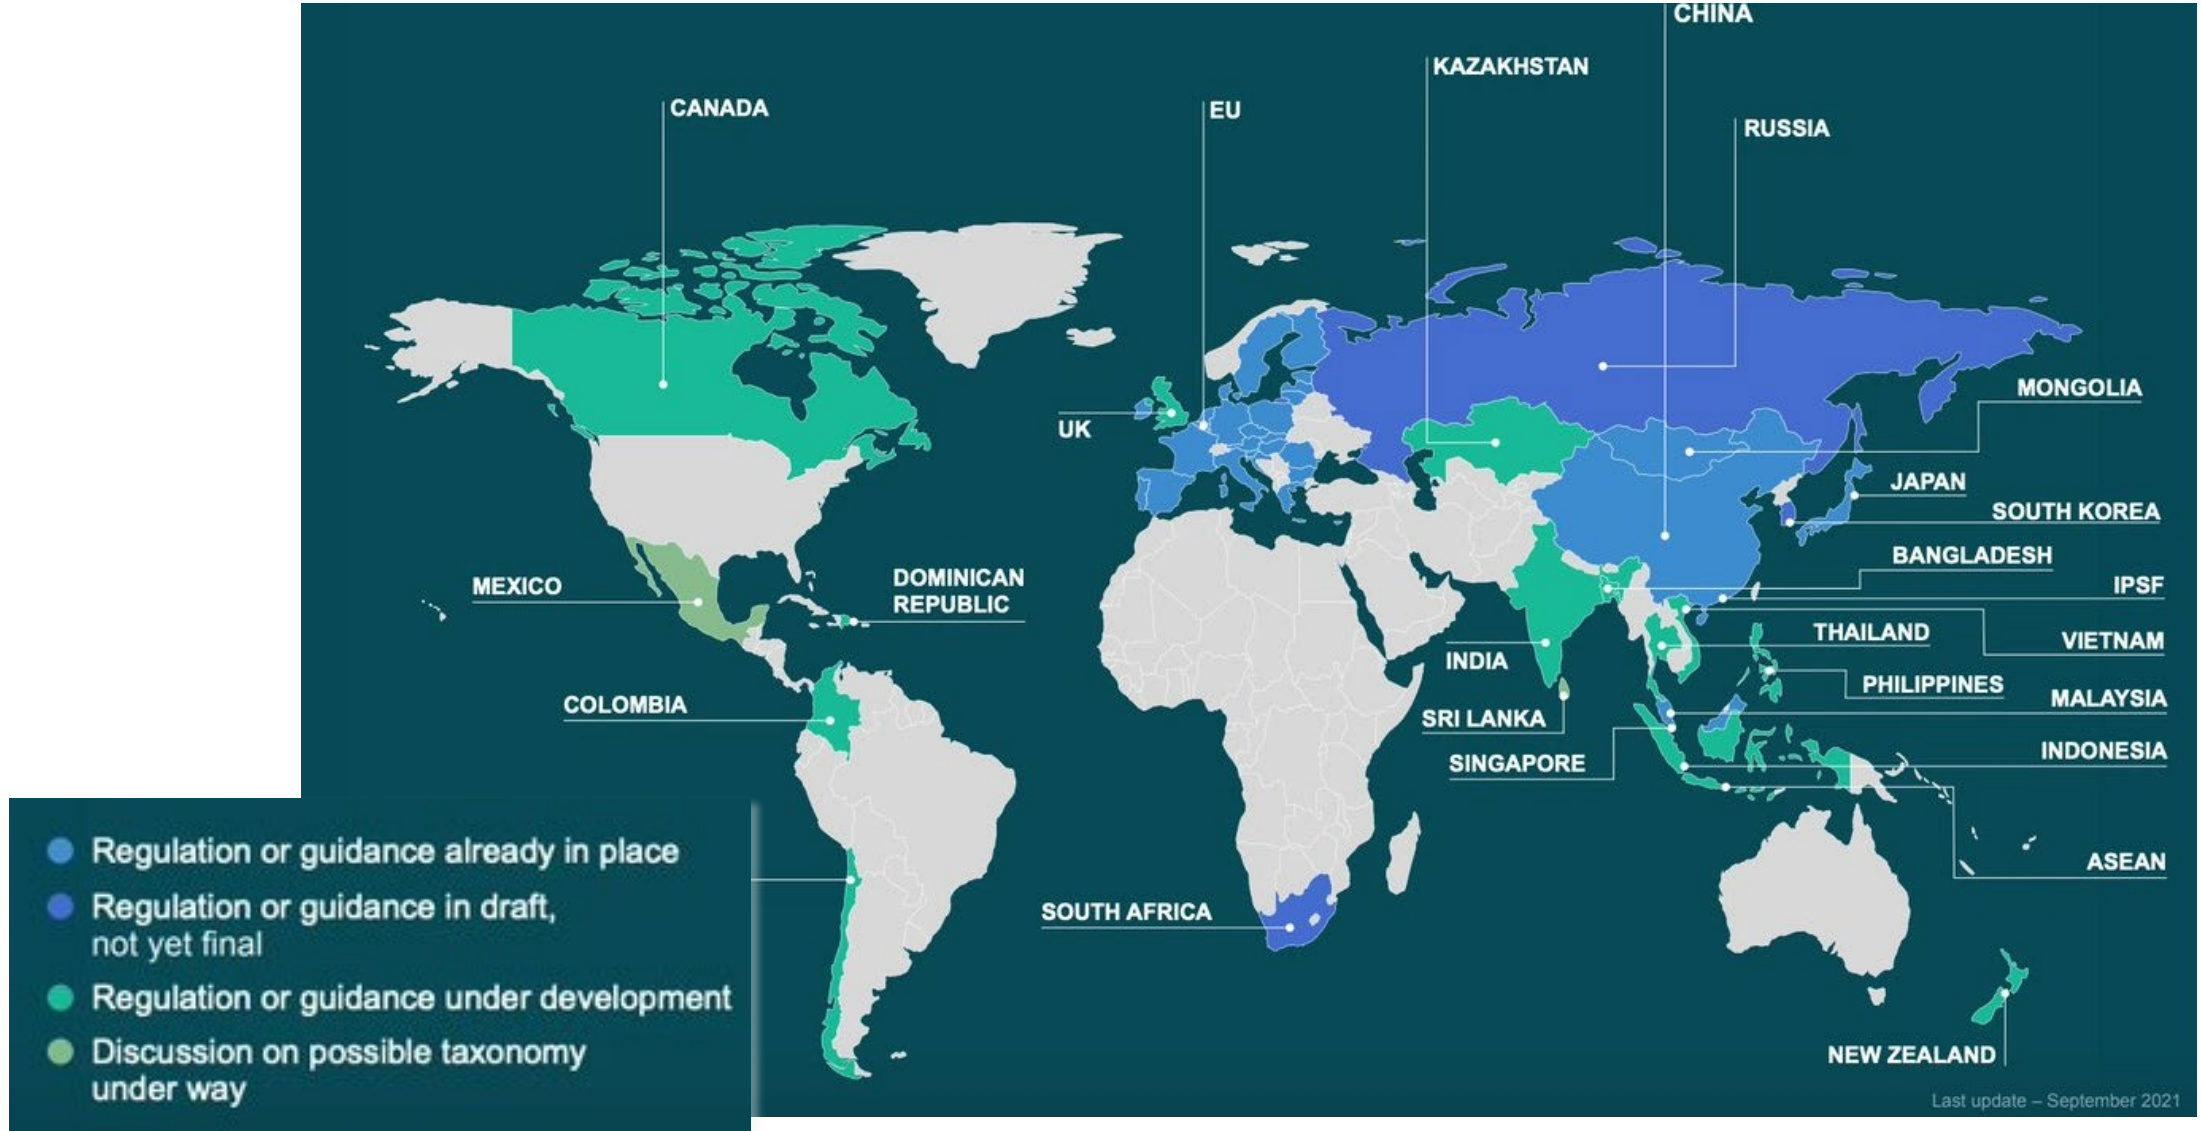 CHINA
KAZAKHSTAN
CANADA
EU
RUSSIA
MONGOLIA
UK
JAPAN
SOUTH KOREA
BANGLADESH
MEXICO
DOMINICAN
REPUBLIC
IPSF
THAILAND
VIETNAM
INDIA
PHILIPPINES
MALAYSIA
COLOMBIA
SRI LANKA
SINGAPORE
INDONESIA
ASEAN
SOUTH AFRICA
NEW ZEALAND
Regulation or guidance already in place
Regulation or guidance in draft,
not yet final
Regulation or guidance under development
Discussion on possible taxonomy
under way
Last update – September 2021